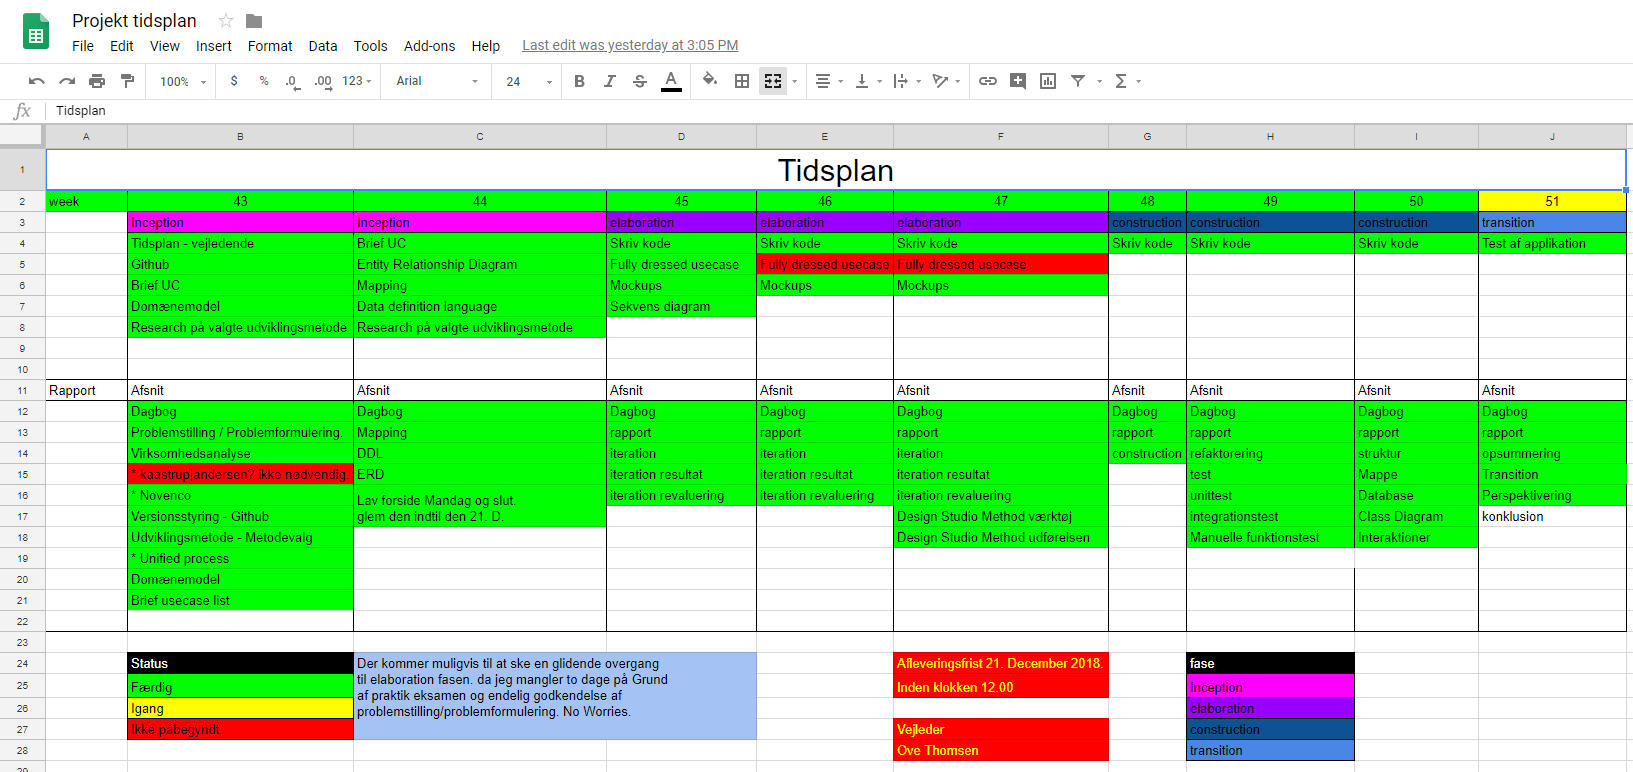 Projekt tidsplan
File Edit View Insert Format Data Tools Add-ons Help Last edit was yesterday at 3:05 PM
100% $ % .0 .00 123 Arial 24 B I S A
fx Tidsplan
A B C D E F G H I J
1 Tidsplan
2 week 43 44 45 46 47 48 49 50 51
3 Inception Inception elaboration elaboration elaboration construction construction construction transition
4 Tidsplan - vejledende Brief UC Skriv kode Skriv kode Skriv kode Skriv kode Skriv kode Skriv kode Test af applikation
5 Github Entity Relationship Diagram Fully dressed usecase Fully dressed usecase Fully dressed usecase
6 Brief UC Mapping Mockups Mockups Mockups
7 Domænemodel Data definition language Sekvens diagram
8 Research på valgte udviklingsmetode Research på valgte udviklingsmetode
9
10
11 Rapport Afsnit Afsnit Afsnit Afsnit Afsnit Afsnit Afsnit Afsnit Afsnit
12 Dagbog Dagbog Dagbog Dagbog Dagbog Dagbog Dagbog Dagbog Dagbog
13 Problemstilling / Problemformulering. Mapping rapport rapport rapport rapport rapport rapport rapport
14 Virksomhedsanalyse DDL iteration iteration iteration construction refaktorering struktur opsummering
15 * kaastrup|andersen? ikke nødvendig. ERD iteration resultat iteration resultat iteration resultat test Mappe Transition
16 * Novenco Lav forside Mandag og slut. iteration revaluering iteration revaluering iteration revaluering unittest Database Perspektivering
17 Versionsstyring - Github glem den indtil den 21. D. Design Studio Method værktøj integrationstest Class Diagram konklusion
18 Udviklingsmetode - Metodevalg Design Studio Method udførelsen Manuelle funktionstest Interaktioner
19 * Unified process
20 Domænemodel
21 Brief usecase list
22
23
24 Status Der kommer muligvis til at ske en glidende overgang Afleveringsfrist 21. December 2018. fase
25 Færdig til elaboration fasen. da jeg mangler to dage på Grund Inden klokken 12.00 Inception
26 Igang af praktik eksamen og endelig godkendelse af elaboration
27 Ikke påbegyndt problemstilling/problemformulering. No Worries. Vejleder construction
28 Ove Thomsen transition
29